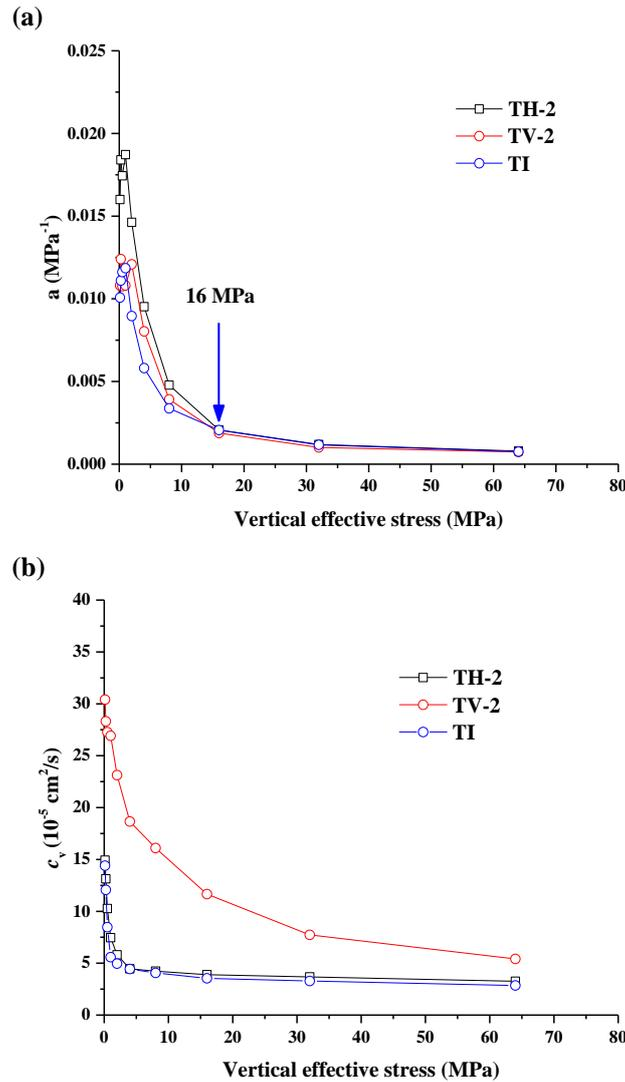 (a)
0.025
0.020
0.015
0.010
0.005
0.000
a (MPa⁻¹)
TH-2
TV-2
TI
16 MPa
0 10 20 30 40 50 60 70 80
Vertical effective stress (MPa)
(b)
40
35
30
25
20
15
10
5
0
cᵥ (10⁻⁵ cm²/s)
TH-2
TV-2
TI
0 10 20 30 40 50 60 70 80
Vertical effective stress (MPa)